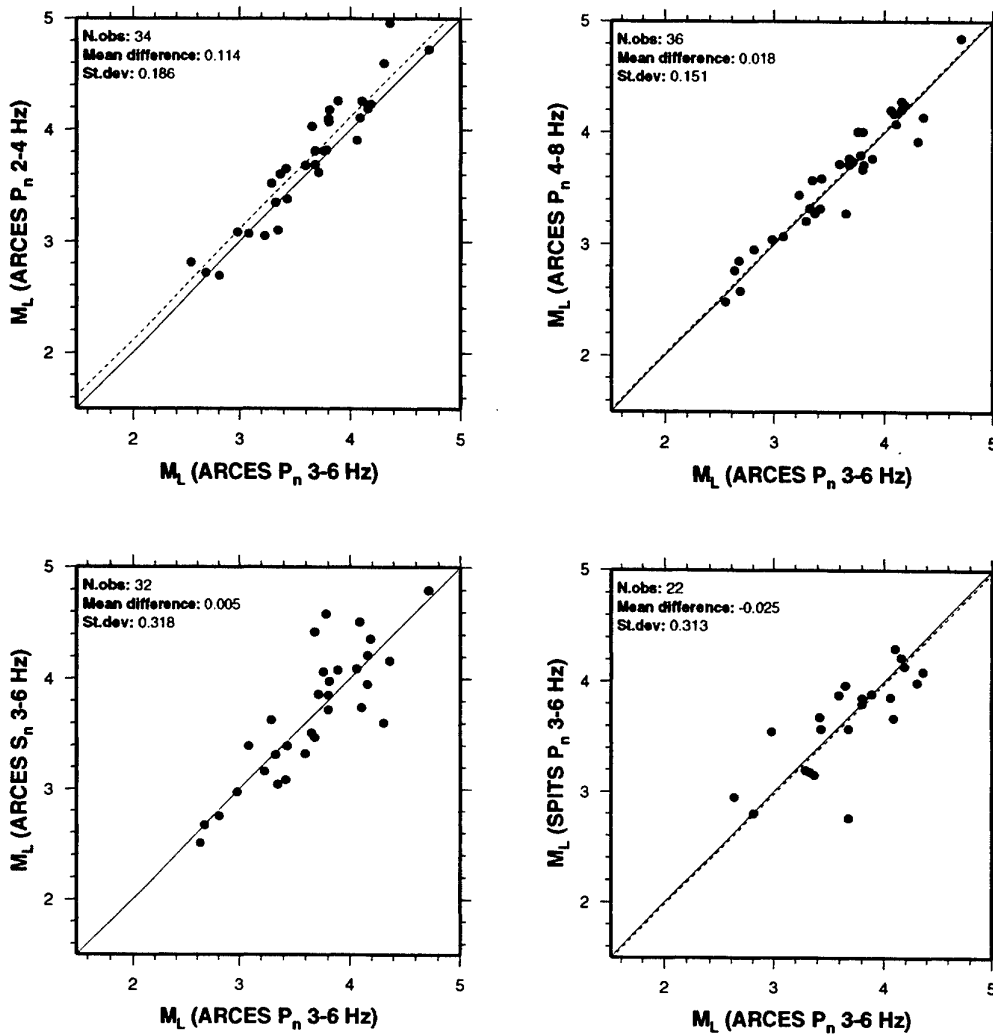 N.obs: 34
Mean difference: 0.114
St.dev: 0.186
5
4
3
2
2
3
4
5
M_L (ARCES P_n 2-4 Hz)
M_L (ARCES P_n 3-6 Hz)
N.obs: 36
Mean difference: 0.018
St.dev: 0.151
5
4
3
2
2
3
4
5
M_L (ARCES P_n 4-8 Hz)
M_L (ARCES P_n 3-6 Hz)
N.obs: 32
Mean difference: 0.005
St.dev: 0.318
5
4
3
2
2
3
4
5
M_L (ARCES S_n 3-6 Hz)
M_L (ARCES P_n 3-6 Hz)
N.obs: 22
Mean difference: -0.025
St.dev: 0.313
5
4
3
2
2
3
4
5
M_L (SPITS P_n 3-6 Hz)
M_L (ARCES P_n 3-6 Hz)